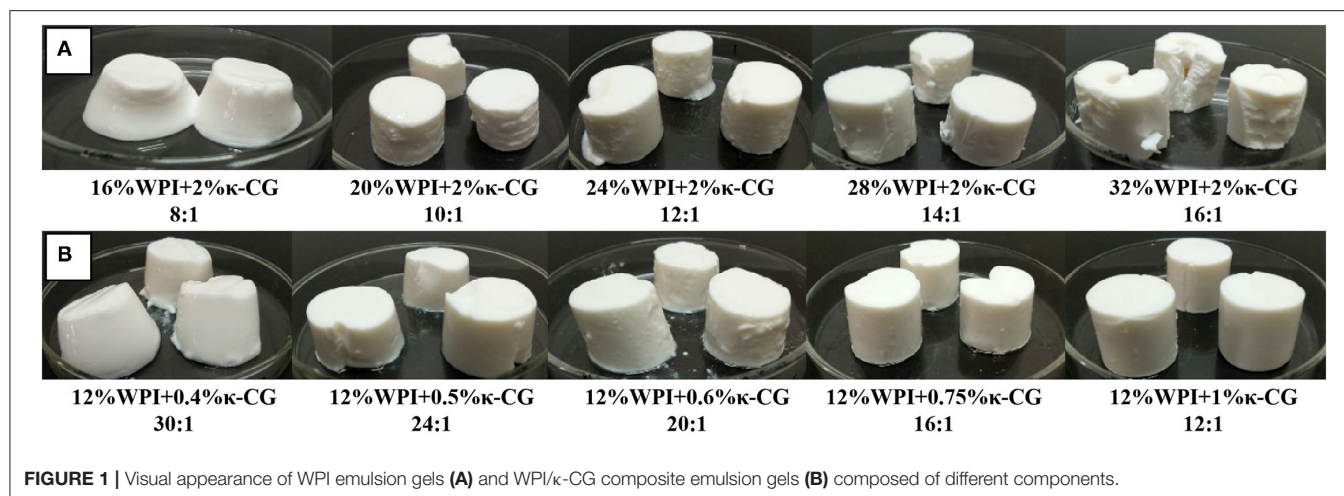 A
16%WPI+2%κ-CG 20%WPI+2%κ-CG 24%WPI+2%κ-CG 28%WPI+2%κ-CG 32%WPI+2%κ-CG
8:1 10:1 12:1 14:1 16:1
B
12%WPI+0.4%κ-CG 12%WPI+0.5%κ-CG 12%WPI+0.6%κ-CG 12%WPI+0.75%κ-CG 12%WPI+1%κ-CG
30:1 24:1 20:1 16:1 12:1
FIGURE 1 | Visual appearance of WPI emulsion gels (A) and WPI/κ-CG composite emulsion gels (B) composed of different components.